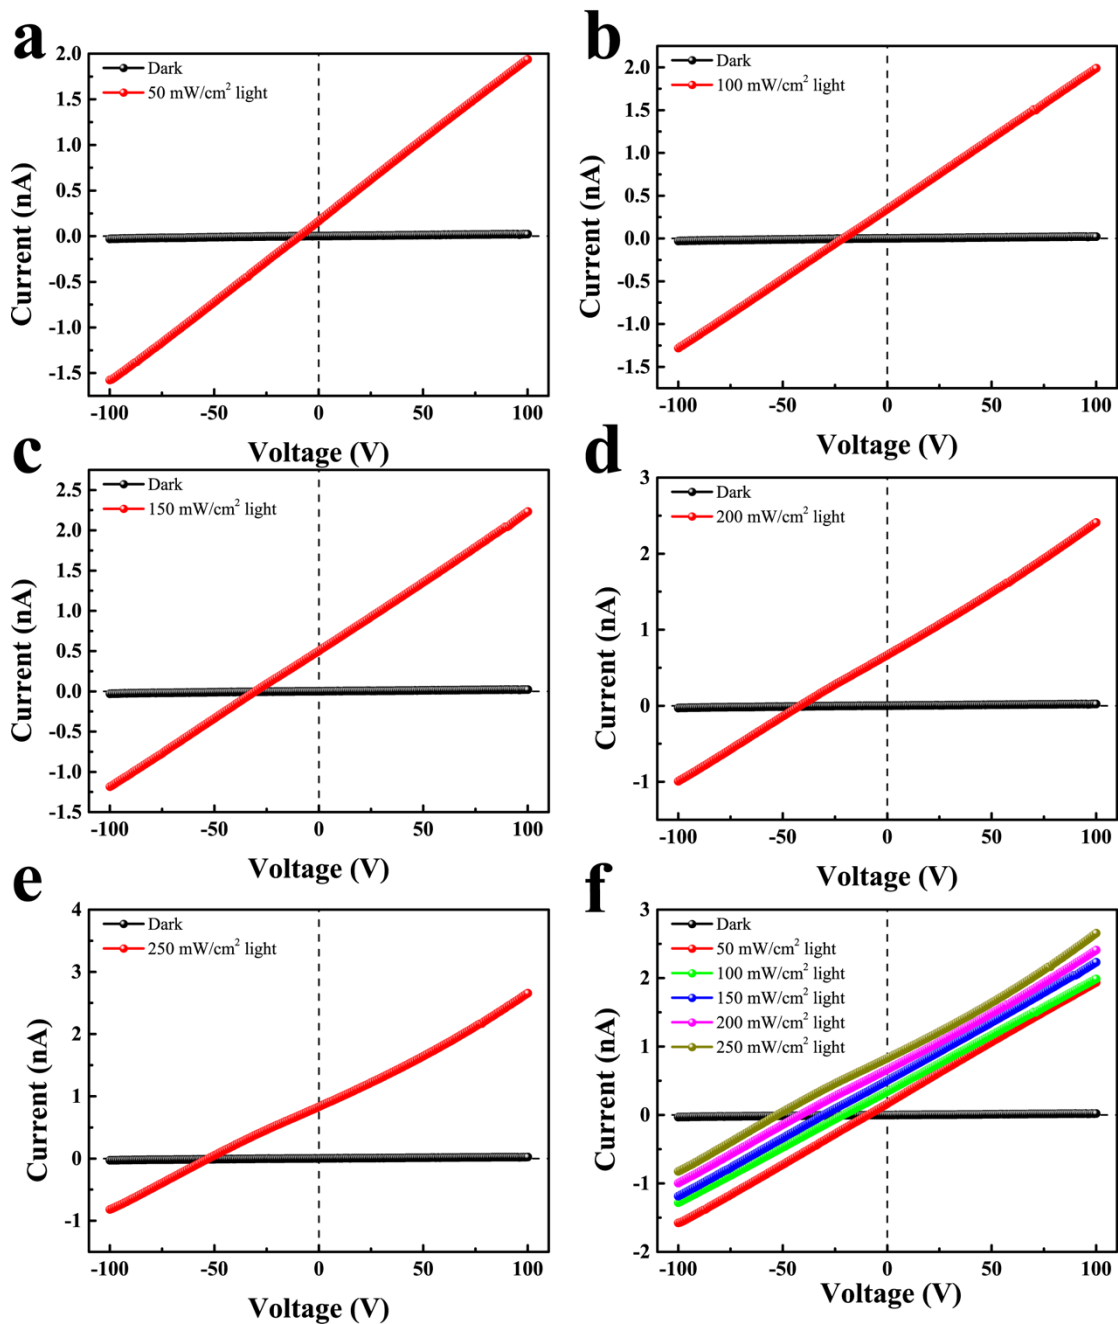 a
Dark
50 mW/cm² light
2.0
1.5
1.0
0.5
0.0
-0.5
-1.0
-1.5
Current (nA)
-100 -50 0 50 100
Voltage (V)
b
Dark
100 mW/cm² light
2.0
1.5
1.0
0.5
0.0
-0.5
-1.0
-1.5
Current (nA)
-100 -50 0 50 100
Voltage (V)
c
Dark
150 mW/cm² light
2.5
2.0
1.5
1.0
0.5
0.0
-0.5
-1.0
-1.5
Current (nA)
-100 -50 0 50 100
Voltage (V)
d
Dark
200 mW/cm² light
3
2
1
0
-1
Current (nA)
-100 -50 0 50 100
Voltage (V)
e
Dark
250 mW/cm² light
4
3
2
1
0
-1
Current (nA)
-100 -50 0 50 100
Voltage (V)
f
Dark
50 mW/cm² light
100 mW/cm² light
150 mW/cm² light
200 mW/cm² light
250 mW/cm² light
3
2
1
0
-1
-2
Current (nA)
-100 -50 0 50 100
Voltage (V)